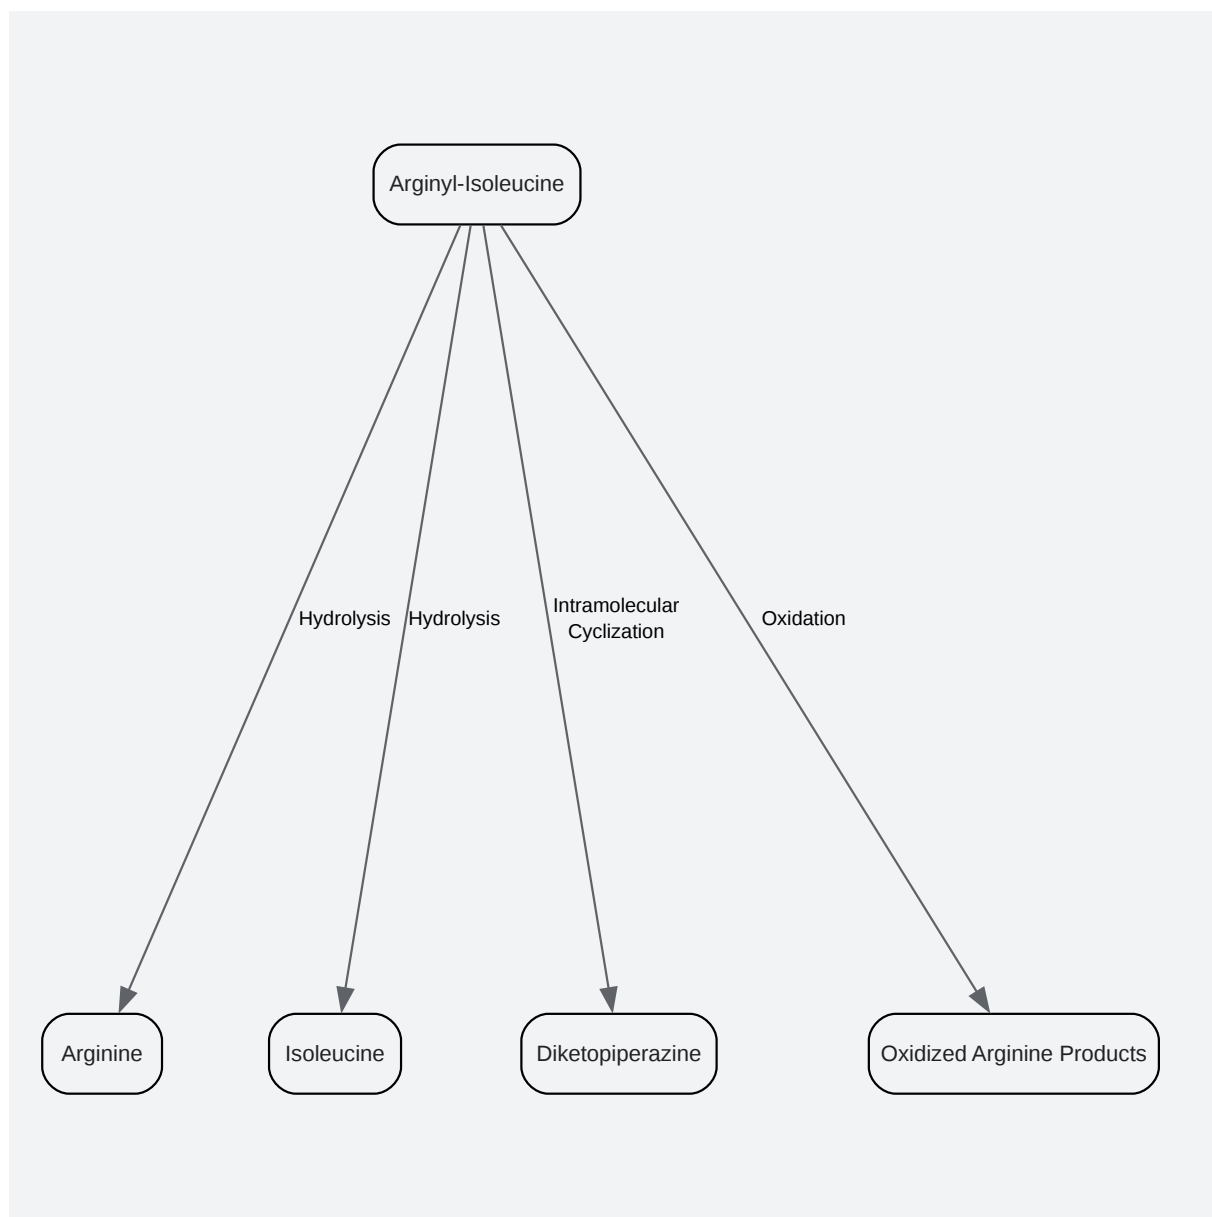 Arginyl-Isoleucine
Hydrolysis
Hydrolysis
Intramolecular
Cyclization
Oxidation
Arginine
Isoleucine
Diketopiperazine
Oxidized Arginine Products